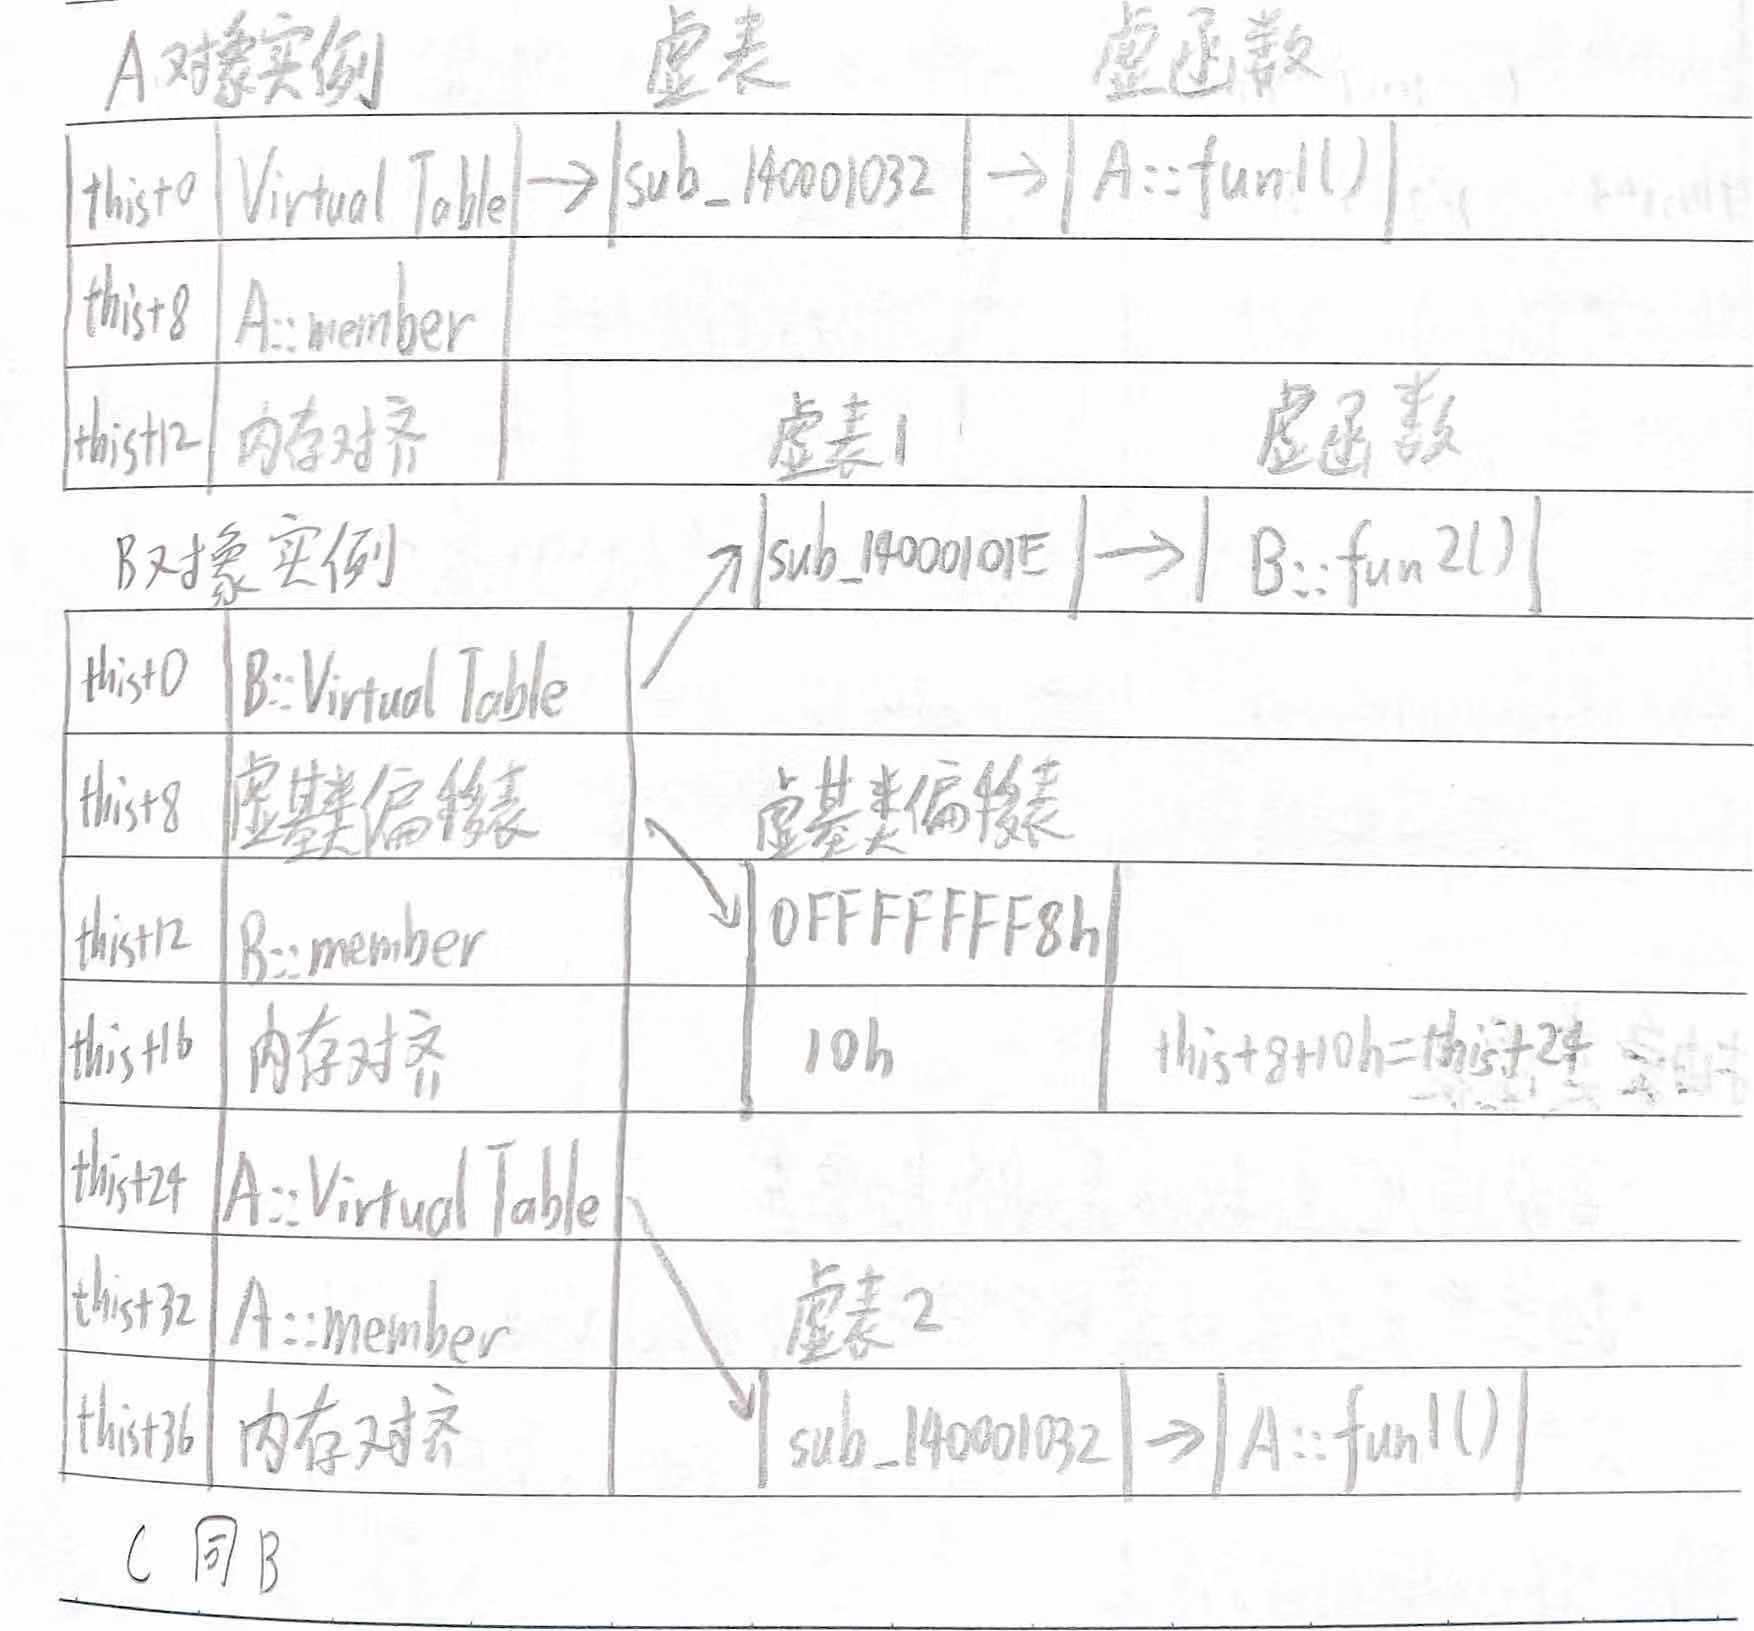 A对象实例 虚表 虚函数
this+0 Virtual Table → sub_140001032 → A::fun1()
this+8 A::member
this+12 内存对齐 虚表1 虚函数
B对象实例 sub_14000101E → B::fun2()
this+0 B::Virtual Table
this+8 虚基类偏移表 虚基类偏移表
this+12 B::member 0FFFFFFF8h
this+16 内存对齐 10h this+8+10h=this+24
this+24 A::Virtual Table
this+32 A::member 虚表2
this+36 内存对齐 sub_140001032 → A::fun1()
C 同B